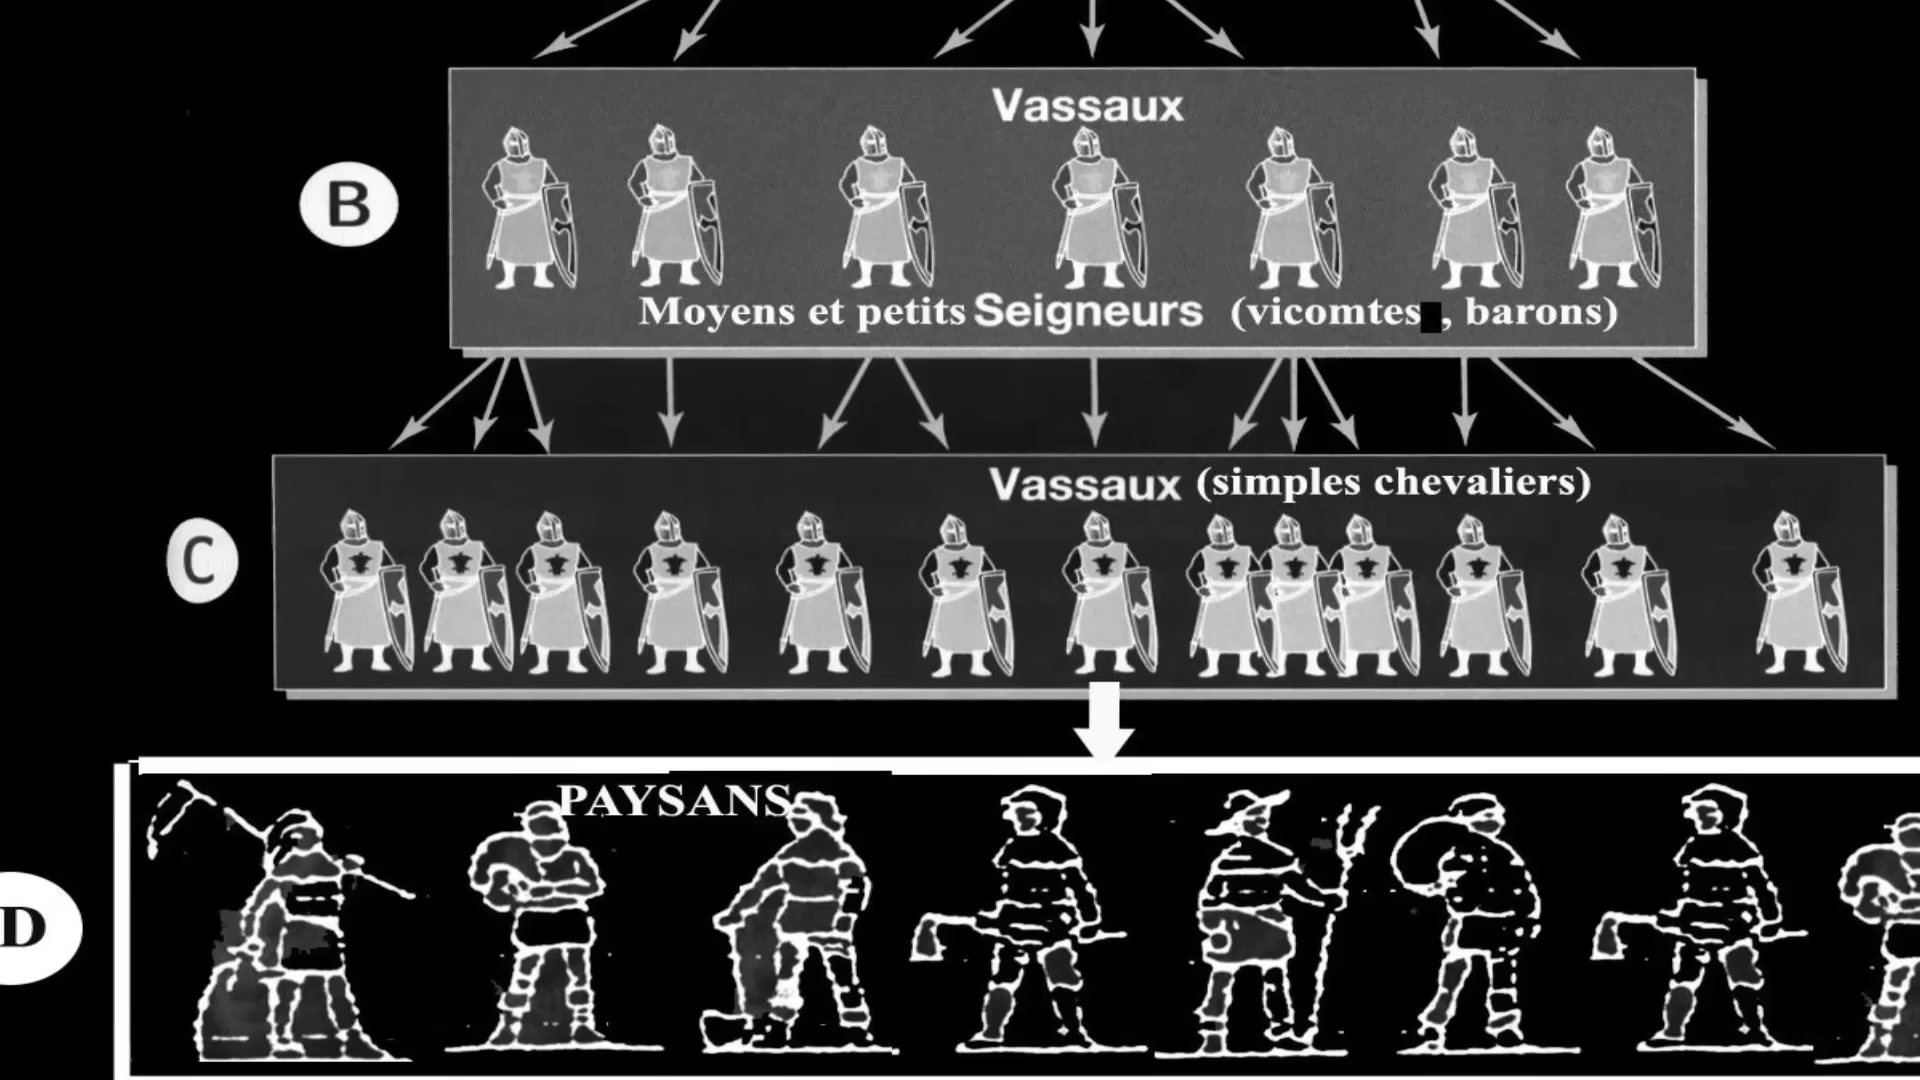 Vassaux
B
Moyens et petits Seigneurs (vicomtes , barons)
Vassaux (simples chevaliers)
C
PAYSANS
D